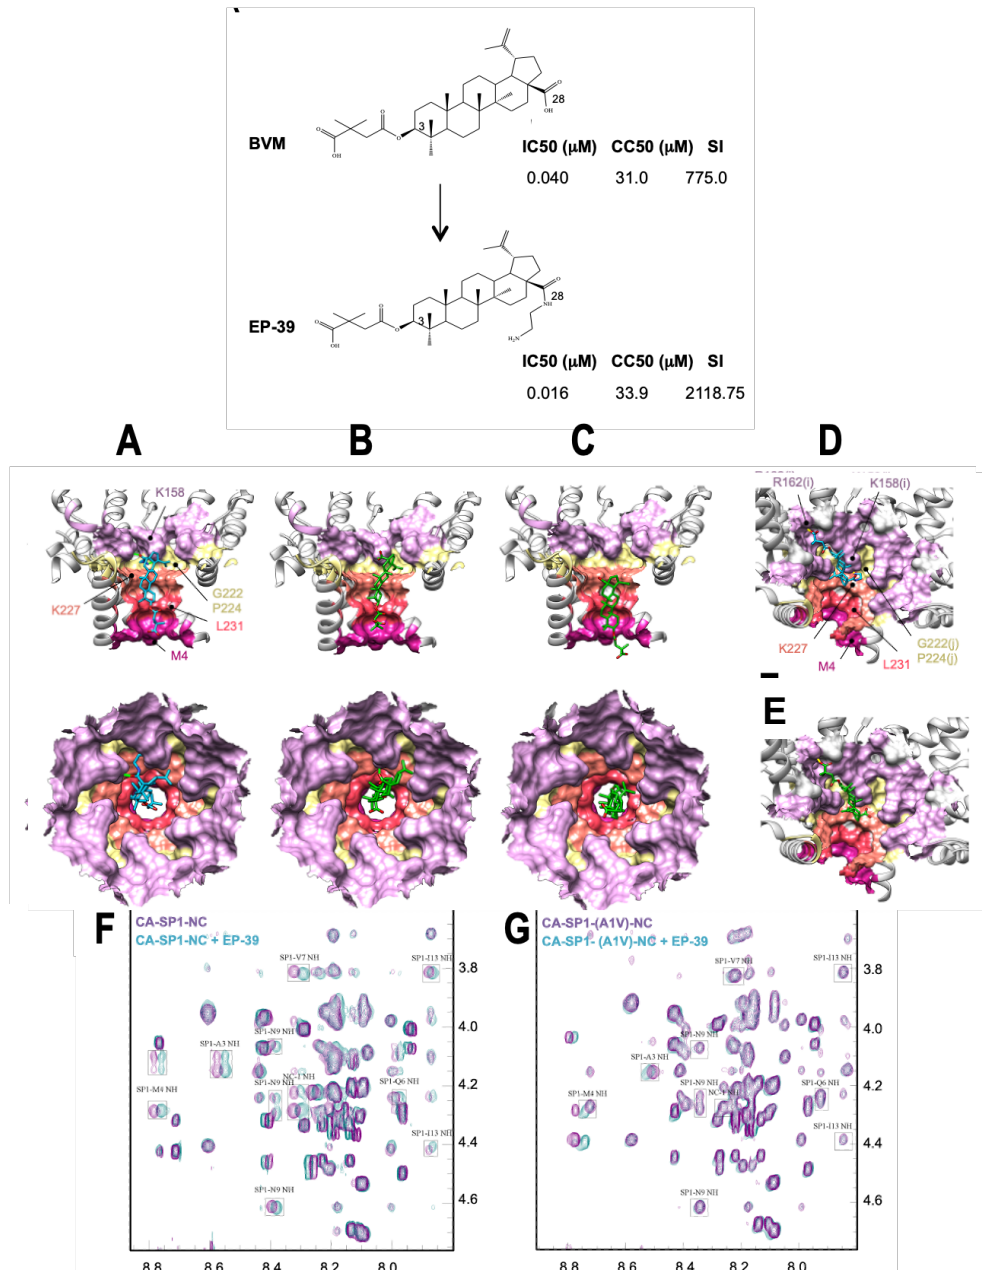 28
OH
O
O
O
O
OH
3
BVM
IC50 (μM) CC50 (μM) SI
0.040 31.0 775.0
O
28
NH
O
O
O
OH
3
H₂N
EP-39
IC50 (μM) CC50 (μM) SI
0.016 33.9 2118.75
A B C D
K158
K227
G222
P224
L231
M4
R162(i) K158(i)
K227
M4
L231
G222(j)
P224(j)
E
F
CA-SP1-NC
CA-SP1-NC + EP-39
SP1-V7 NH
SP1-I13 NH
SP1-N9 NH
SP1-A3 NH
SP1-M4 NH
SP1-N9 NH
NC-1 NH
SP1-Q6 NH
SP1-I13 NH
SP1-N9 NH
3.8
4.0
4.2
4.4
4.6
8.8 8.6 8.4 8.2 8.0
G
CA-SP1-(A1V)-NC
CA-SP1- (A1V)-NC + EP-39
SP1-V7 NH
SP1-I13 NH
SP1-N9 NH
SP1-A3 NH
SP1-M4 NH
SP1-N9 NH
NC-1 NH
SP1-Q6 NH
SP1-I13 NH
SP1-N9 NH
3.8
4.0
4.2
4.4
4.6
8.8 8.6 8.4 8.2 8.0